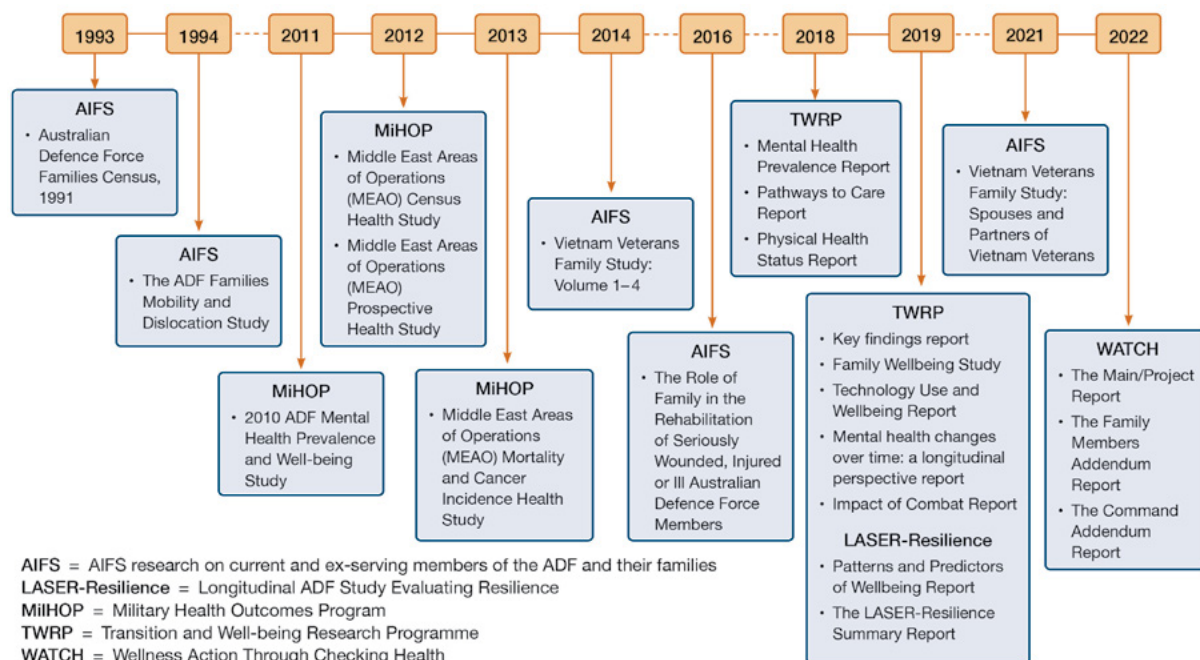 1993
1994
2011
2012
2013
2014
2016
2018
2019
2021
2022
AIFS
• Australian
Defence Force
Families Census,
1991
AIFS
• The ADF Families
Mobility and
Dislocation Study
MiHOP
• 2010 ADF Mental
Health Prevalence
and Well-being
Study
MiHOP
• Middle East Areas
of Operations
(MEAO) Census
Health Study
• Middle East Areas
of Operations
(MEAO)
Prospective
Health Study
MiHOP
• Middle East Areas
of Operations
(MEAO) Mortality
and Cancer
Incidence Health
Study
AIFS
• Vietnam Veterans
Family Study:
Volume 1–4
AIFS
• The Role of
Family in the
Rehabilitation
of Seriously
Wounded, Injured
or Ill Australian
Defence Force
Members
TWRP
• Mental Health
Prevalence Report
• Pathways to Care
Report
• Physical Health
Status Report
TWRP
• Key findings report
• Family Wellbeing Study
• Technology Use and
Wellbeing Report
• Mental health changes
over time: a longitudinal
perspective report
• Impact of Combat Report
LASER-Resilience
• Patterns and Predictors
of Wellbeing Report
• The LASER-Resilience
Summary Report
AIFS
• Vietnam Veterans
Family Study:
Spouses and
Partners of
Vietnam Veterans
WATCH
• The Main/Project
Report
• The Family
Members
Addendum
Report
• The Command
Addendum
Report
AIFS = AIFS research on current and ex-serving members of the ADF and their families
LASER-Resilience = Longitudinal ADF Study Evaluating Resilience
MilHOP = Military Health Outcomes Program
TWRP = Transition and Well-being Research Programme
WATCH = Wellness Action Through Checking Health